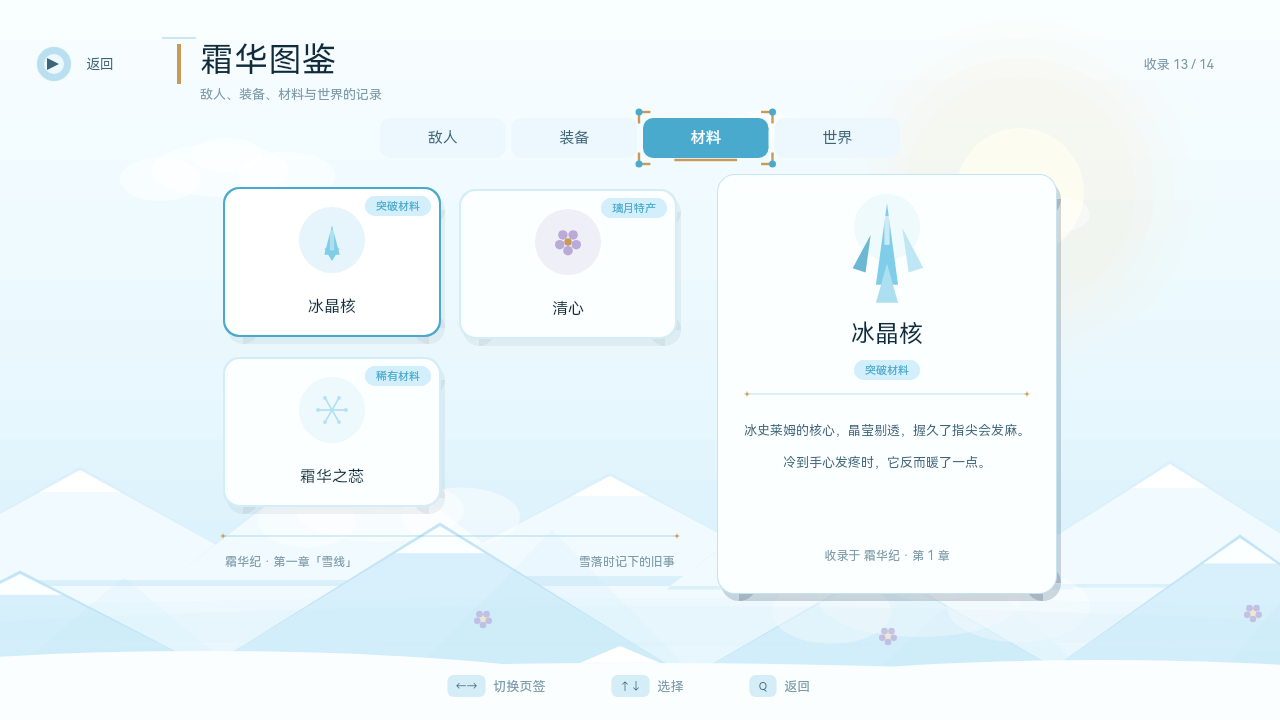 返回
霜华图鉴
敌人、装备、材料与世界的记录
收录 13 / 14
敌人
装备
材料
世界
突破材料
冰晶核
璃月特产
清心
稀有材料
霜华之蕊
冰晶核
突破材料
冰史莱姆的核心，晶莹剔透，握久了指尖会发麻。
冷到手心发疼时，它反而暖了一点。
收录于 霜华纪 · 第 1 章
霜华纪 · 第一章「雪线」
雪落时记下的旧事
←→ 切换页签
↑↓ 选择
Q 返回